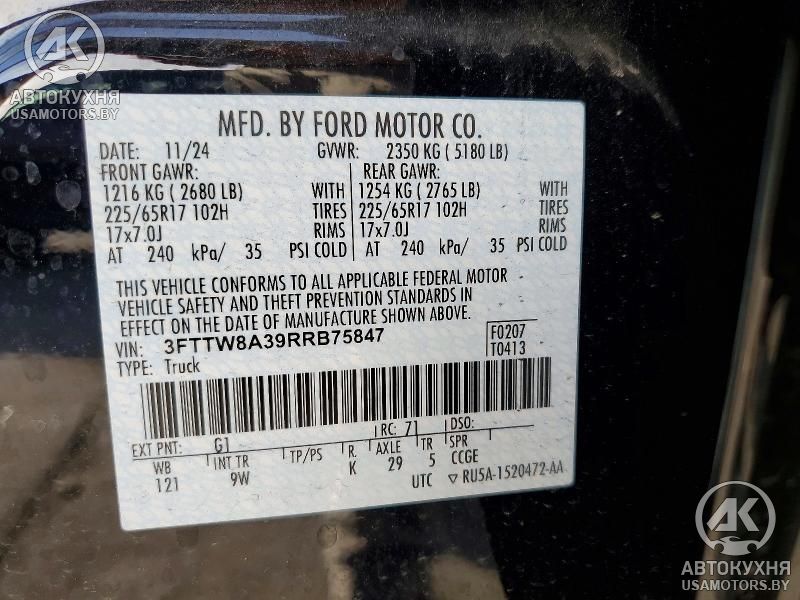 АК
АВТОКУХНЯ
USAMOTORS.BY
MFD. BY FORD MOTOR CO.
DATE: 11/24 GVWR: 2350 KG ( 5180 LB)
FRONT GAWR: REAR GAWR:
1216 KG ( 2680 LB) WITH 1254 KG ( 2765 LB) WITH
225/65R17 102H TIRES 225/65R17 102H TIRES
17x7.0J RIMS 17x7.0J RIMS
AT 240 kPa/ 35 PSI COLD AT 240 kPa/ 35 PSI COLD
THIS VEHICLE CONFORMS TO ALL APPLICABLE FEDERAL MOTOR
VEHICLE SAFETY AND THEFT PREVENTION STANDARDS IN
EFFECT ON THE DATE OF MANUFACTURE SHOWN ABOVE.
VIN: 3FTTW8A39RRB75847 F0207
TYPE: Truck T0413
EXT PNT: G1 RC: 71 DSO:
WB INT TR TP/PS R. AXLE TR SPR
121 9W K 29 5 CCGE
UTC ▽ RU5A-1520472-AA
АК
АВТОКУХНЯ
USAMOTORS.BY